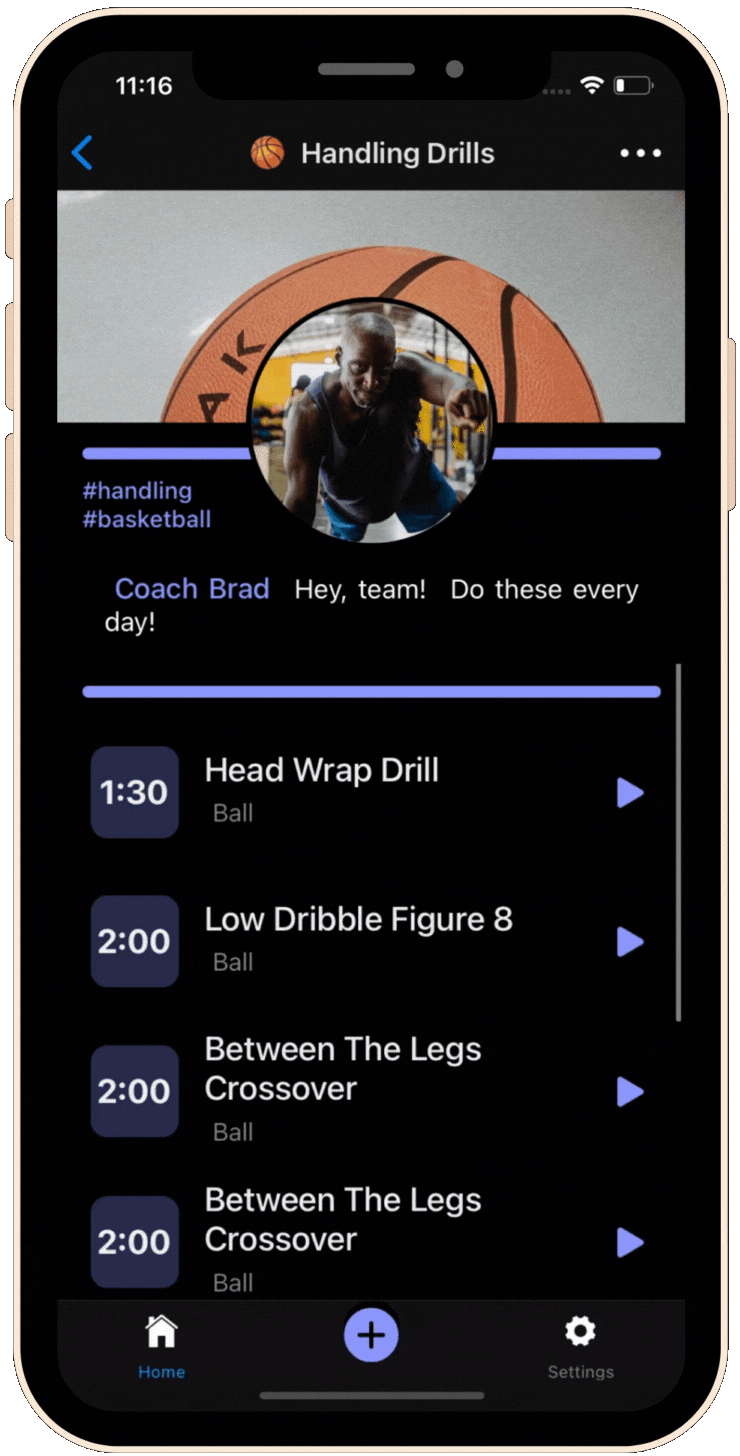 11:16
Handling Drills
AK
#handling
#basketball
Coach Brad Hey, team! Do these every
day!
1:30
Head Wrap Drill
Ball
2:00
Low Dribble Figure 8
Ball
2:00
Between The Legs
Crossover
Ball
2:00
Between The Legs
Crossover
Ball
Home
Settings